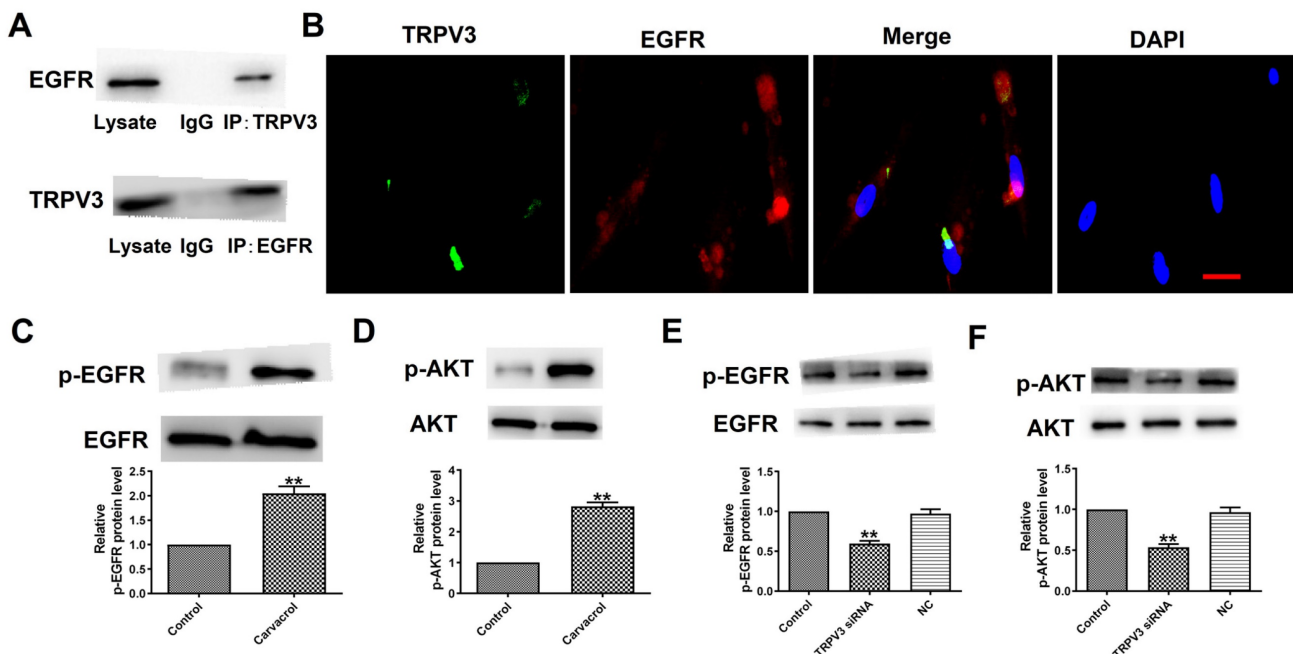 A
EGFR
Lysate IgG IP: TRPV3
TRPV3
Lysate IgG IP: EGFR
B
TRPV3 EGFR Merge DAPI
C
p-EGFR
EGFR
Relative
p-EGFR protein level
2.5
2.0
1.5
1.0
0.5
0.0
**
Control
Carvacrol
D
p-AKT
AKT
Relative
p-AKT protein level
4
3
2
1
0
**
Control
Carvacrol
E
p-EGFR
EGFR
Relative
p-EGFR protein level
1.5
1.0
0.5
0.0
**
Control
TRPV3 siRNA
NC
F
p-AKT
AKT
Relative
p-AKT protein level
1.5
1.0
0.5
0.0
**
Control
TRPV3 siRNA
NC